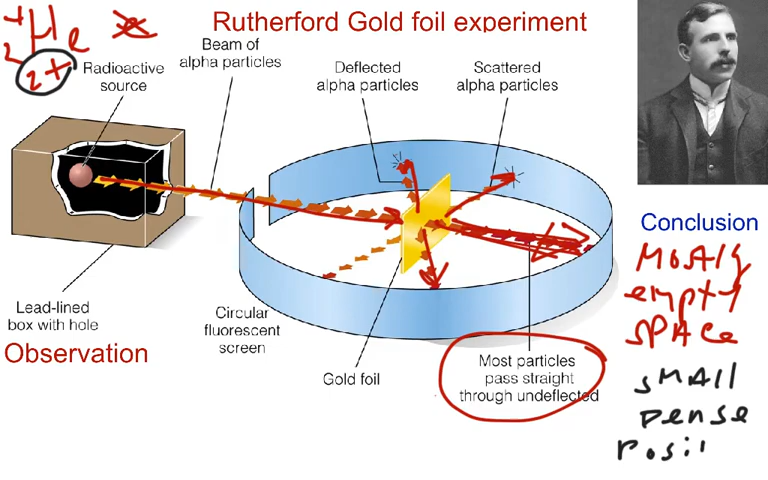 Rutherford Gold foil experiment
4
2
He
2+
Radioactive
source
Beam of
alpha particles
Deflected
alpha particles
Scattered
alpha particles
Lead-lined
box with hole
Observation
Circular
fluorescent
screen
Gold foil
Most particles
pass straight
through undeflected
Conclusion
Mostly
empty
SPAce
SMAll
Dense
Posi